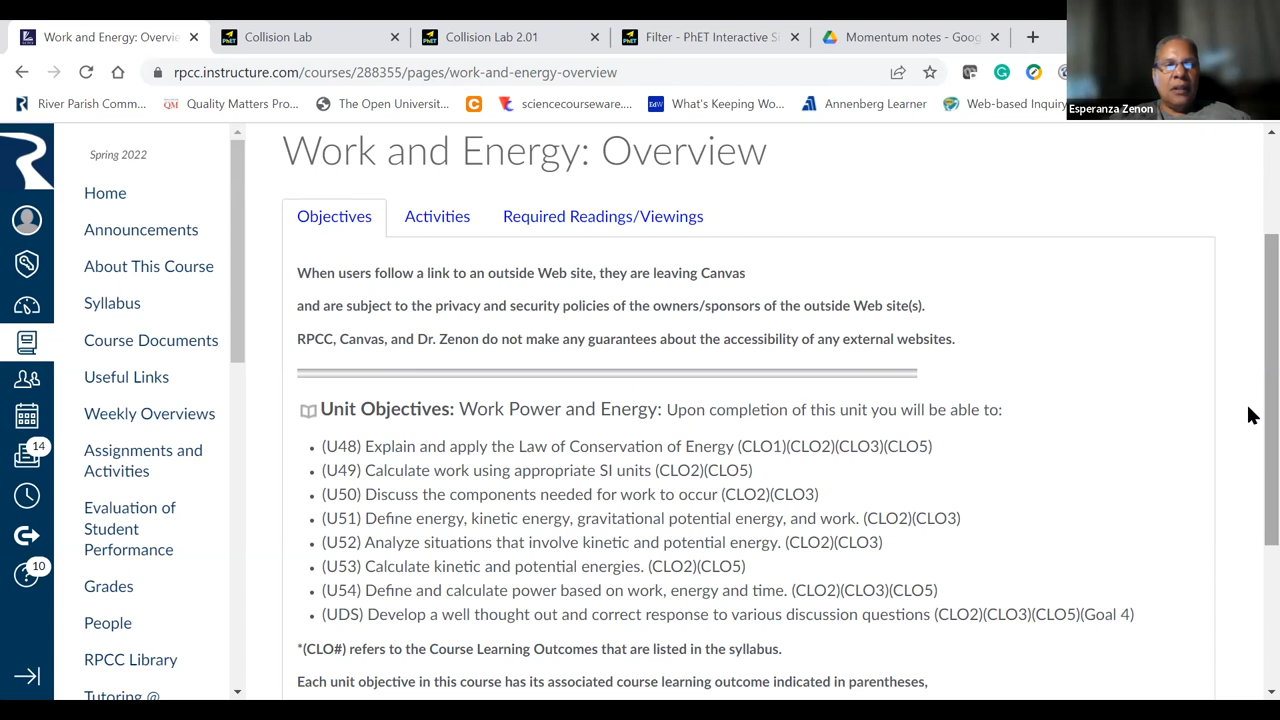 Work and Energy: Overvie
Collision Lab
Collision Lab 2.01
Filter - PhET Interactive S
Momentum notes - Goog
rpcc.instructure.com/courses/288355/pages/work-and-energy-overview
River Parish Comm...
QM Quality Matters Pro...
The Open Universit...
sciencecourseware....
EdW What's Keeping Wo...
Annenberg Learner
Web-based Inquiry
Esperanza Zenon
Spring 2022
Home
Announcements
About This Course
Syllabus
Course Documents
Useful Links
Weekly Overviews
Assignments and
Activities
Evaluation of
Student
Performance
Grades
People
RPCC Library
Tutoring @
14
10
Work and Energy: Overview
Objectives Activities Required Readings/Viewings
When users follow a link to an outside Web site, they are leaving Canvas
and are subject to the privacy and security policies of the owners/sponsors of the outside Web site(s).
RPCC, Canvas, and Dr. Zenon do not make any guarantees about the accessibility of any external websites.
Unit Objectives: Work Power and Energy: Upon completion of this unit you will be able to:
• (U48) Explain and apply the Law of Conservation of Energy (CLO1)(CLO2)(CLO3)(CLO5)
• (U49) Calculate work using appropriate SI units (CLO2)(CLO5)
• (U50) Discuss the components needed for work to occur (CLO2)(CLO3)
• (U51) Define energy, kinetic energy, gravitational potential energy, and work. (CLO2)(CLO3)
• (U52) Analyze situations that involve kinetic and potential energy. (CLO2)(CLO3)
• (U53) Calculate kinetic and potential energies. (CLO2)(CLO5)
• (U54) Define and calculate power based on work, energy and time. (CLO2)(CLO3)(CLO5)
• (UDS) Develop a well thought out and correct response to various discussion questions (CLO2)(CLO3)(CLO5)(Goal 4)
*(CLO#) refers to the Course Learning Outcomes that are listed in the syllabus.
Each unit objective in this course has its associated course learning outcome indicated in parentheses,